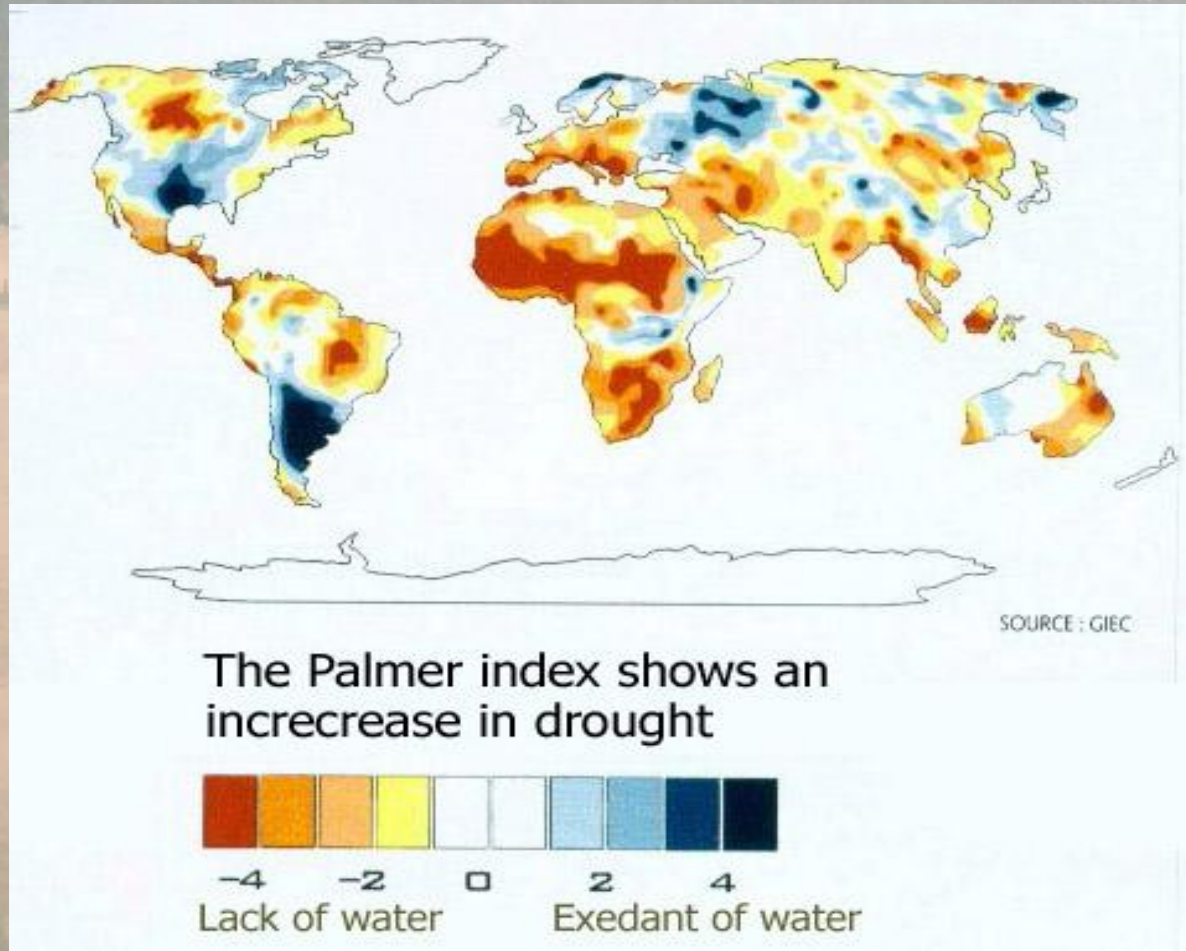 SOURCE : GIEC
The Palmer index shows an
increcrease in drought
-4 -2 0 2 4
Lack of water Exedant of water